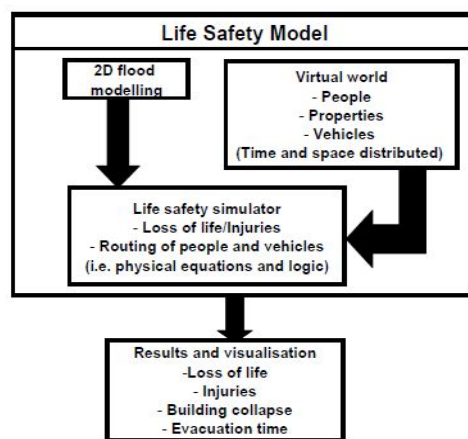 Life Safety Model
2D flood
modelling
Virtual world
- People
- Properties
- Vehicles
(Time and space distributed)
Life safety simulator
- Loss of life/Injuries
- Routing of people and vehicles
(i.e. physical equations and logic)
Results and visualisation
-Loss of life
- Injuries
- Building collapse
- Evacuation time